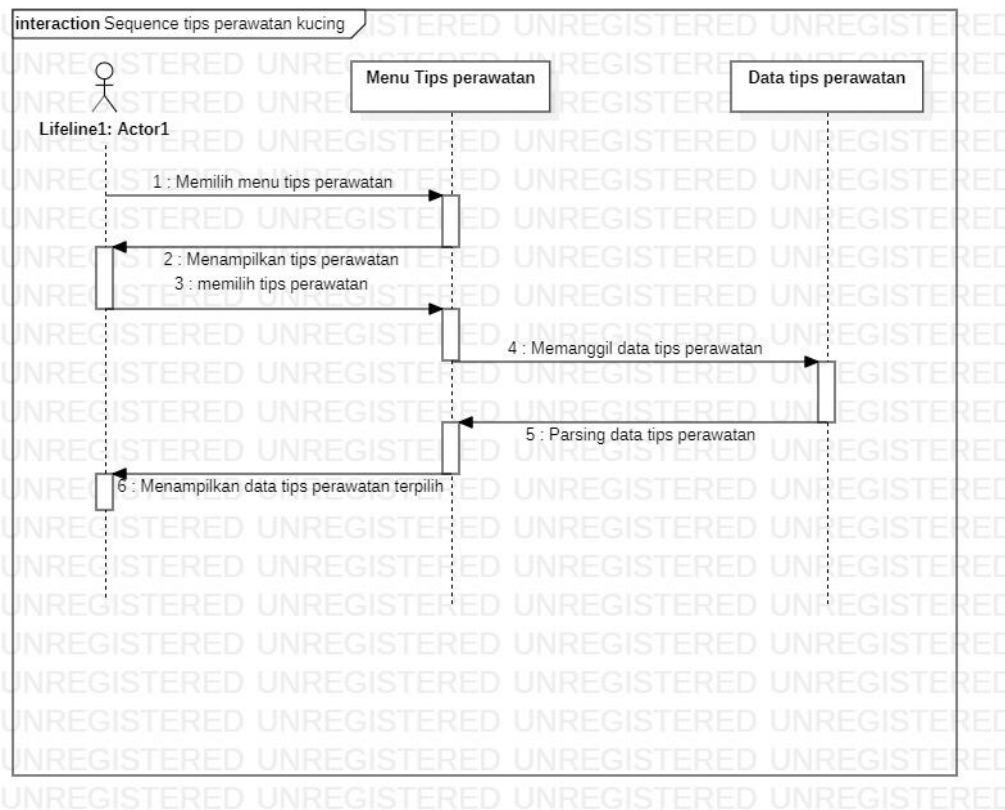 interaction Sequence tips perawatan kucing
Menu Tips perawatan
Data tips perawatan
Lifeline1: Actor1
1 : Memilih menu tips perawatan
2 : Menampilkan tips perawatan
3 : memilih tips perawatan
4 : Memanggil data tips perawatan
5 : Parsing data tips perawatan
6 : Menampilkan data tips perawatan terpilih
UNREGISTERED UNREGISTERED UNREGISTERED UNREGISTERED